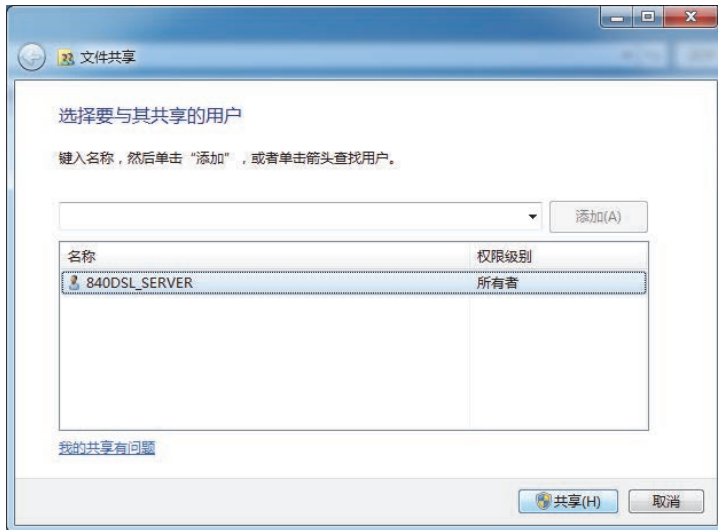 文件共享
选择要与其共享的用户
键入名称，然后单击“添加”，或者单击箭头查找用户。
添加(A)
名称 权限级别
840DSL_SERVER 所有者
我的共享有问题
共享(H) 取消